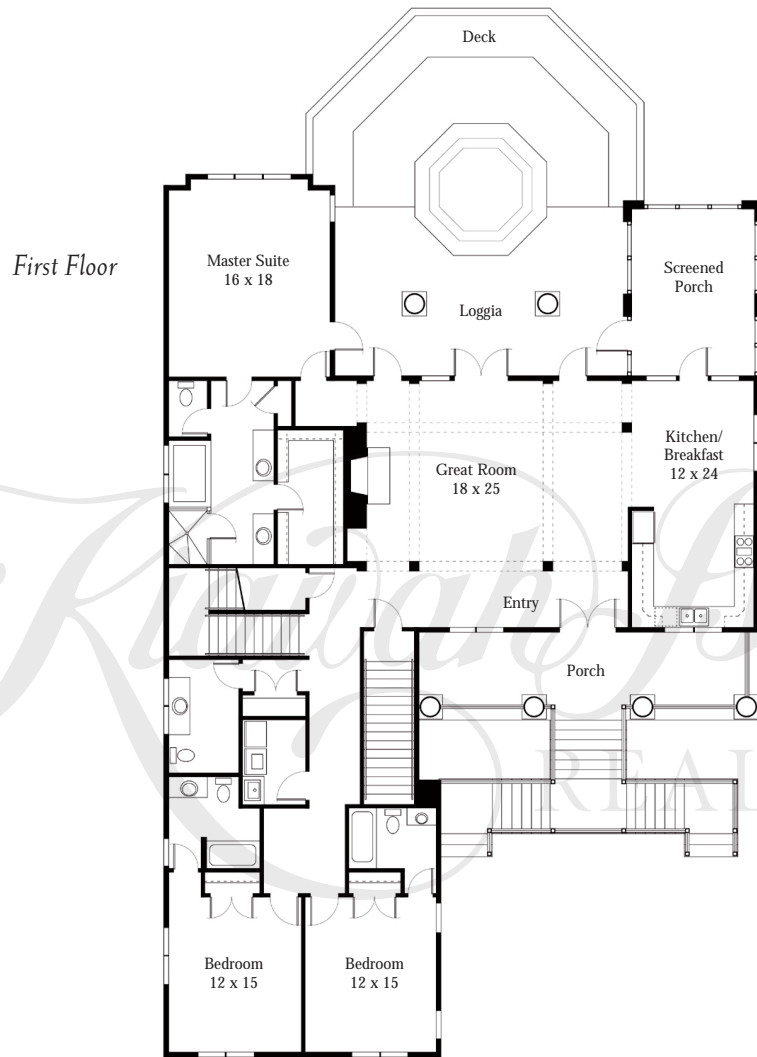 Deck
First Floor
Master Suite
16 x 18
Screened
Porch
Loggia
Kitchen/
Breakfast
12 x 24
Great Room
18 x 25
Entry
Porch
REAL
Bedroom
12 x 15
Bedroom
12 x 15